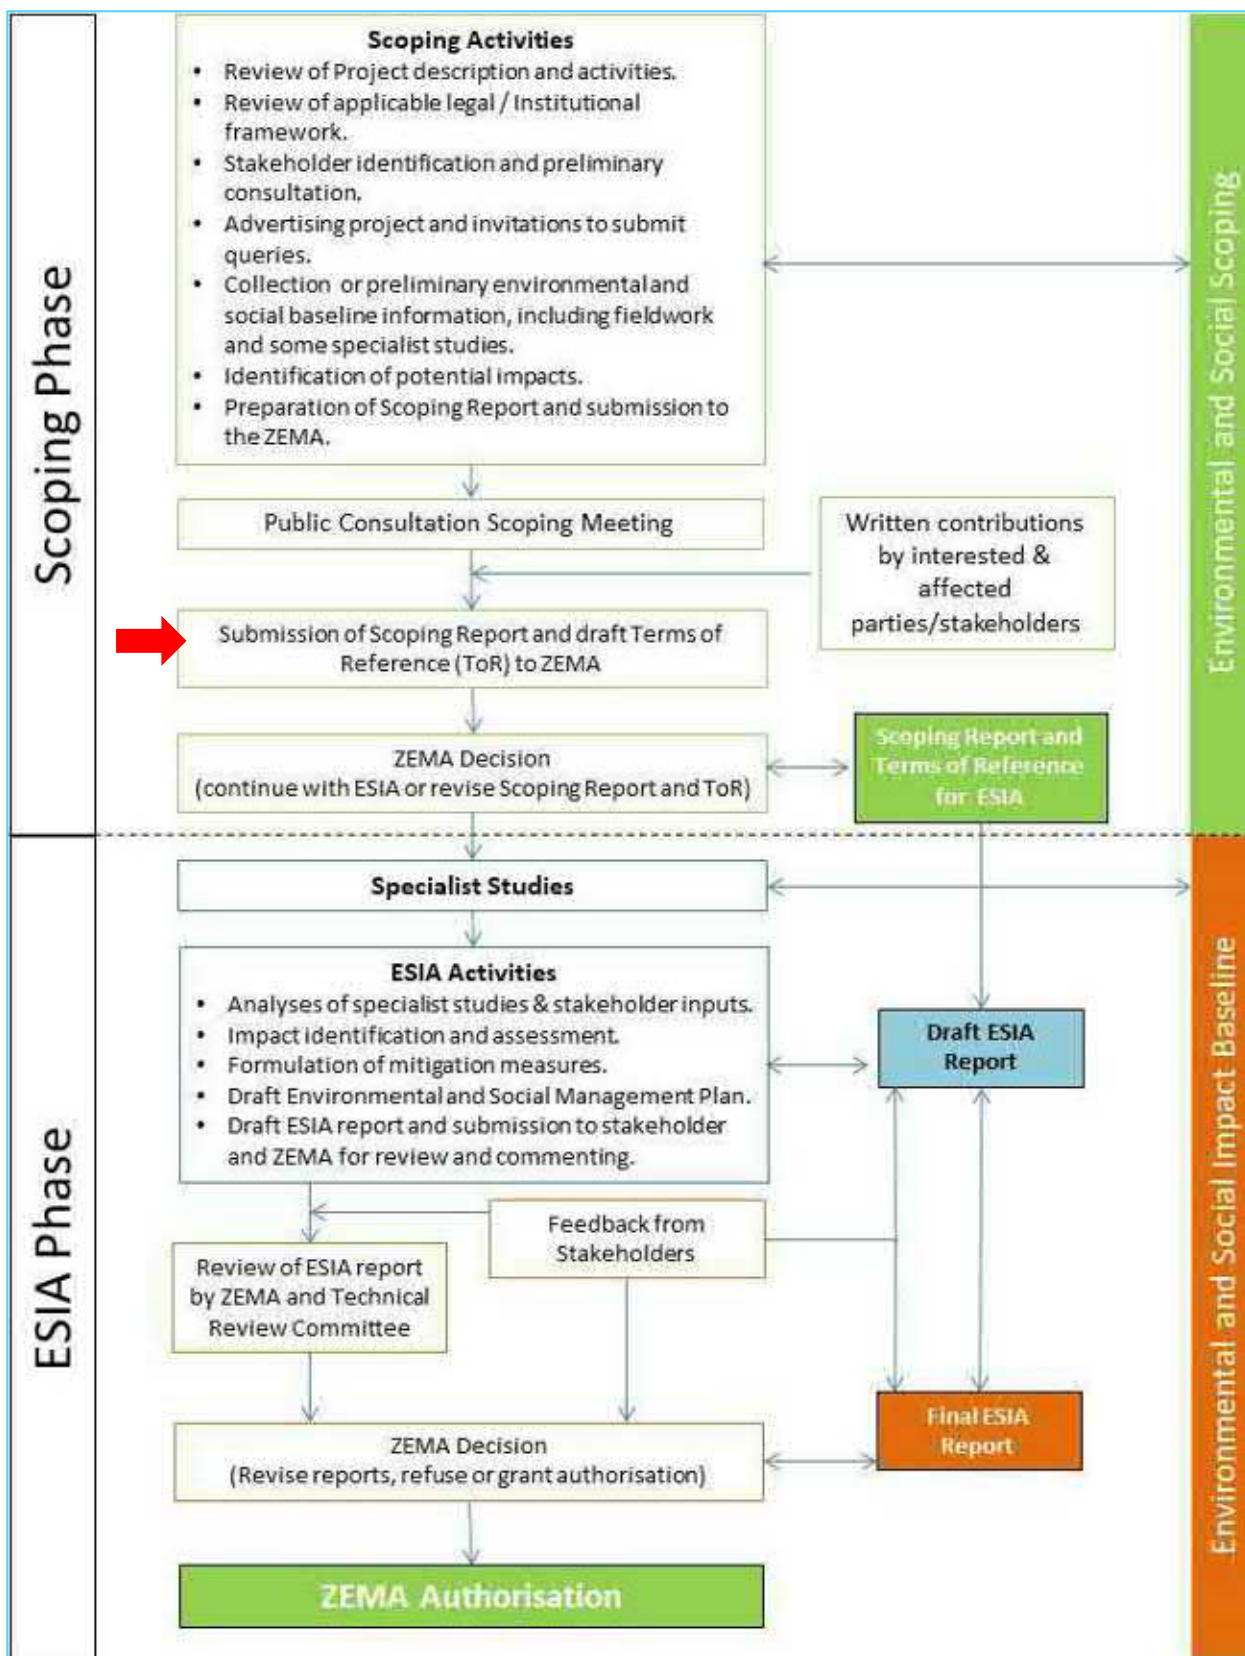 Scoping Phase
Scoping Activities
• Review of Project description and activities.
• Review of applicable legal / Institutional
framework.
• Stakeholder identification and preliminary
consultation.
• Advertising project and invitations to submit
queries.
• Collection or preliminary environmental and
social baseline information, including fieldwork
and some specialist studies.
• Identification of potential impacts.
• Preparation of Scoping Report and submission to
the ZEMA.
Environmental and Social Scoping
Public Consultation Scoping Meeting
Written contributions
by interested &
affected
parties/stakeholders
Submission of Scoping Report and draft Terms of
Reference (ToR) to ZEMA
ZEMA Decision
(continue with ESIA or revise Scoping Report and ToR)
Scoping Report and
Terms of Reference
for ESIA
ESIA Phase
Specialist Studies
ESIA Activities
• Analyses of specialist studies & stakeholder inputs.
• Impact identification and assessment.
• Formulation of mitigation measures.
• Draft Environmental and Social Management Plan.
• Draft ESIA report and submission to stakeholder
and ZEMA for review and commenting.
Draft ESIA
Report
Environmental and Social Impact Baseline
Feedback from
Stakeholders
Review of ESIA report
by ZEMA and Technical
Review Committee
ZEMA Decision
(Revise reports, refuse or grant authorisation)
Final ESIA
Report
ZEMA Authorisation